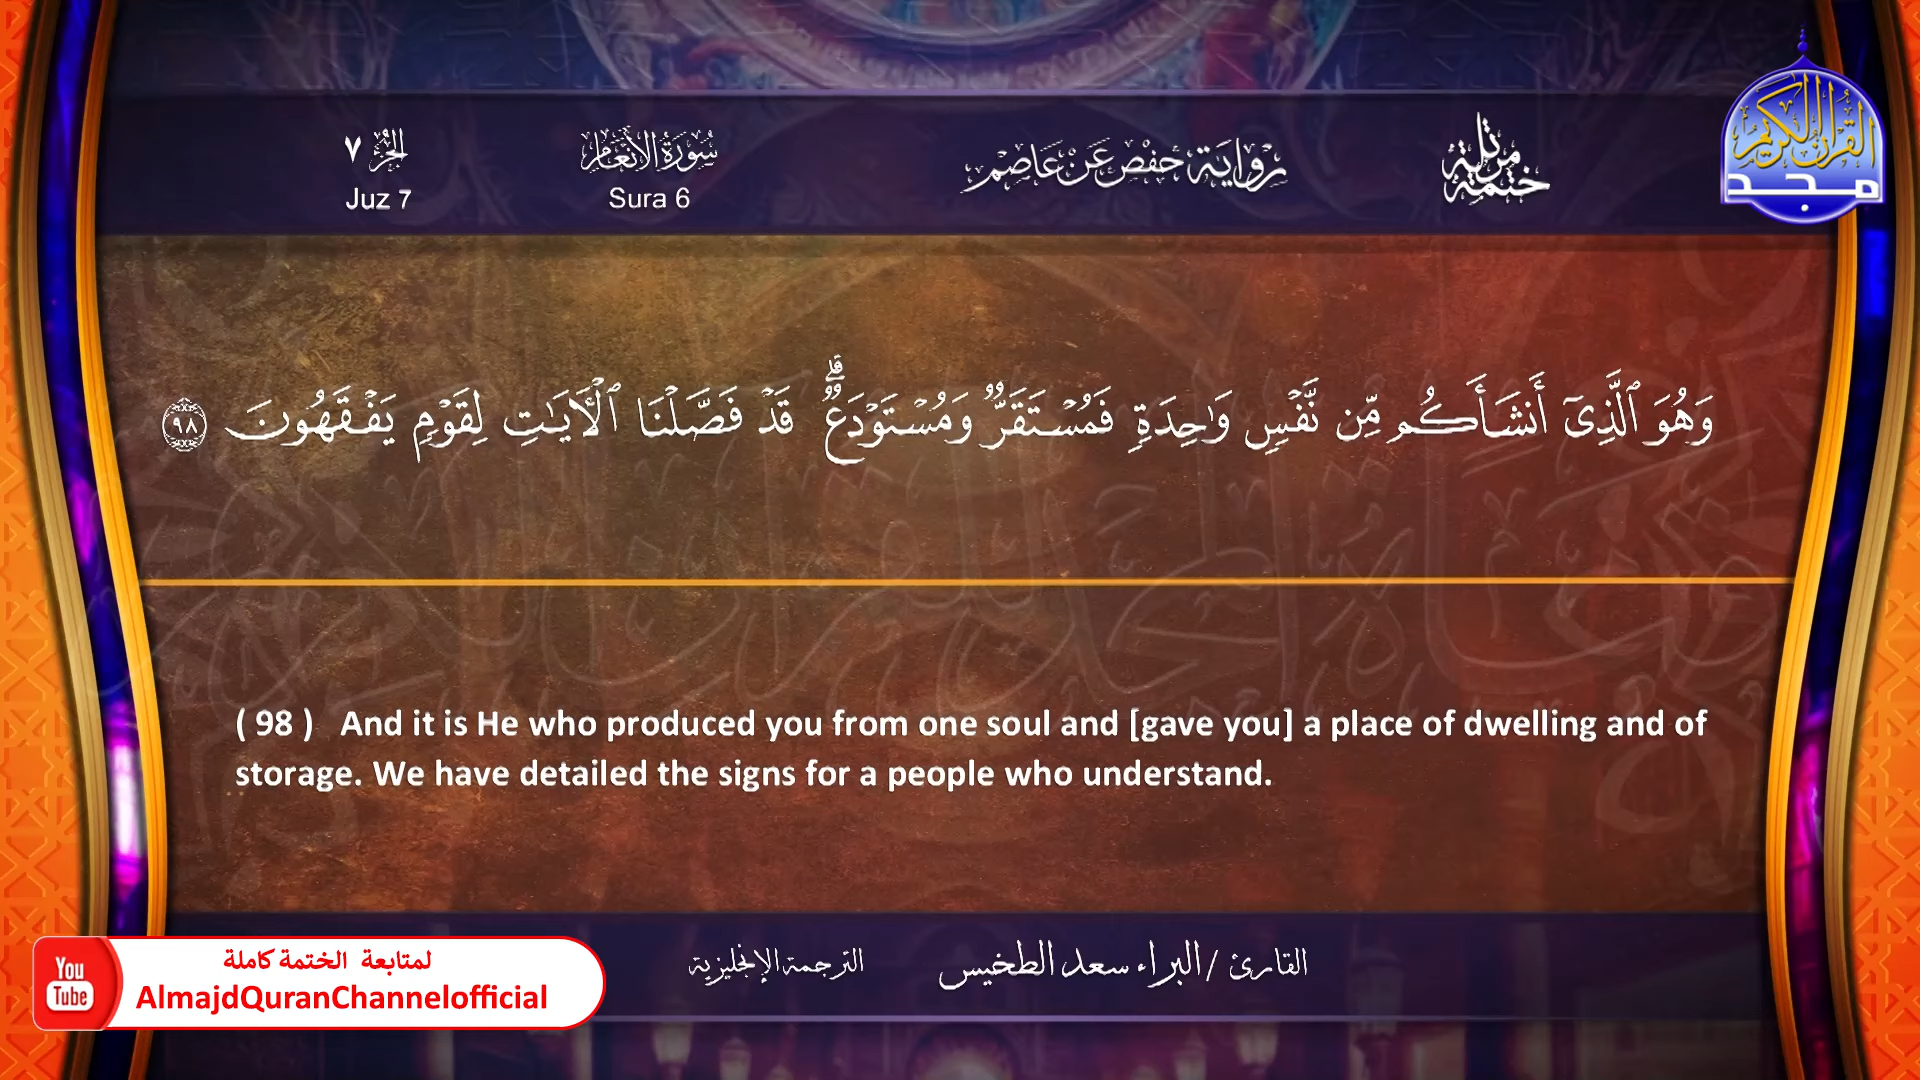 الجزء ٧
Juz 7
سُورَةُ الأَنْعَام
Sura 6
رواية حفص عن عاصم
ختمة مرتلة
القرآن الكريم
مجد
وَهُوَ ٱلَّذِىٓ أَنشَأَكُم مِّن نَّفْسٍ وَٰحِدَةٍ فَمُسْتَقَرٌّ وَمُسْتَوْدَعٌ ۗ قَدْ فَصَّلْنَا ٱلْـَٔايَـٰتِ لِقَوْمٍ يَفْقَهُونَ ٩٨
( 98 ) And it is He who produced you from one soul and [gave you] a place of dwelling and of
storage. We have detailed the signs for a people who understand.
القارئ / البراء سعد الطخيس
الترجمة الإنجليزية
You
Tube
لمتابعة الختمة كاملة
AlmajdQuranChannelofficial